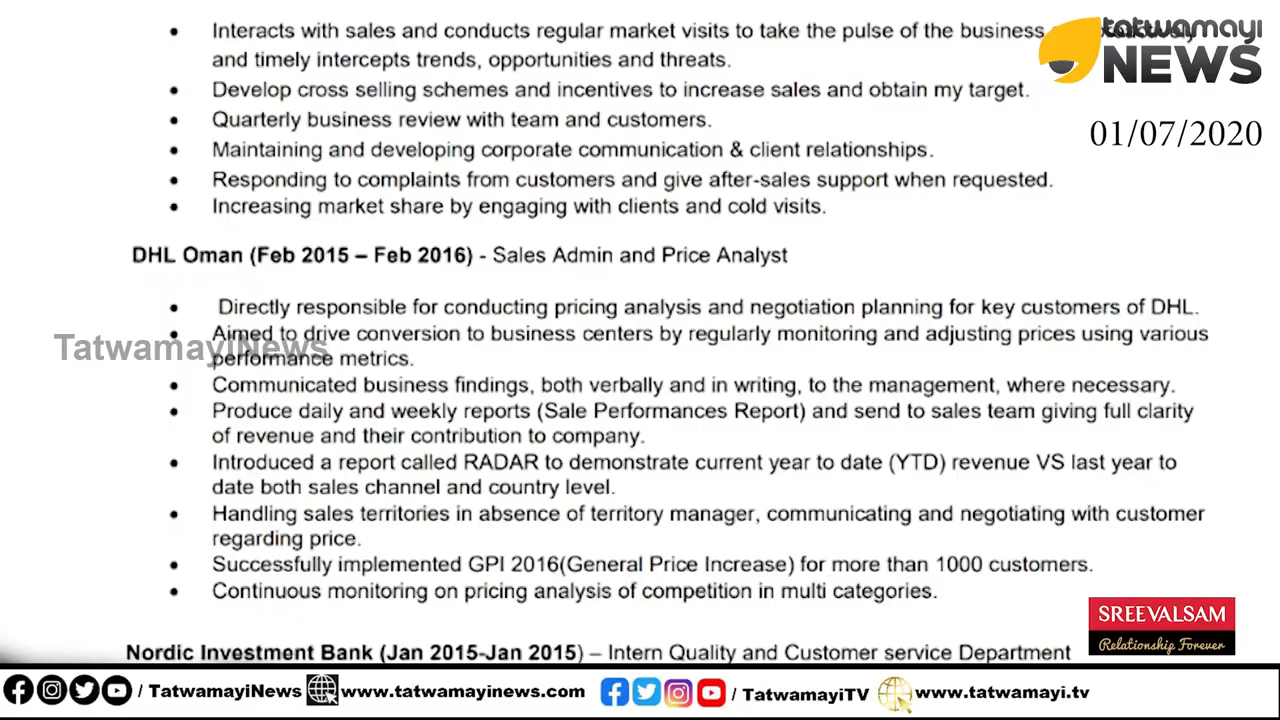 • Interacts with sales and conducts regular market visits to take the pulse of the business
and timely intercepts trends, opportunities and threats.
• Develop cross selling schemes and incentives to increase sales and obtain my target.
• Quarterly business review with team and customers.
• Maintaining and developing corporate communication & client relationships.
• Responding to complaints from customers and give after-sales support when requested.
• Increasing market share by engaging with clients and cold visits.
tatwamayi
NEWS
01/07/2020
DHL Oman (Feb 2015 – Feb 2016) - Sales Admin and Price Analyst
• Directly responsible for conducting pricing analysis and negotiation planning for key customers of DHL.
• Aimed to drive conversion to business centers by regularly monitoring and adjusting prices using various
performance metrics.
TatwamayiNews
• Communicated business findings, both verbally and in writing, to the management, where necessary.
• Produce daily and weekly reports (Sale Performances Report) and send to sales team giving full clarity
of revenue and their contribution to company.
• Introduced a report called RADAR to demonstrate current year to date (YTD) revenue VS last year to
date both sales channel and country level.
• Handling sales territories in absence of territory manager, communicating and negotiating with customer
regarding price.
• Successfully implemented GPI 2016(General Price Increase) for more than 1000 customers.
• Continuous monitoring on pricing analysis of competition in multi categories.
SREEVALSAM
Relationship Forever
Nordic Investment Bank (Jan 2015-Jan 2015) – Intern Quality and Customer service Department
/ TatwamayiNews www.tatwamayinews.com / TatwamayiTV www.tatwamayi.tv